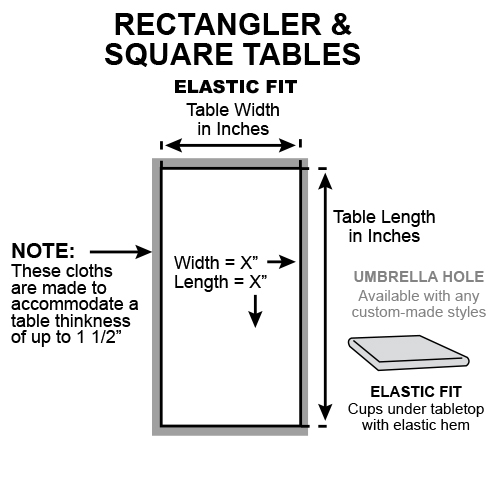 RECTANGLER &
SQUARE TABLES
ELASTIC FIT
Table Width
in Inches
Table Length
in Inches
NOTE:
These cloths
are made to
accommodate a
table thinkness
of up to 1 1/2”
Width = X”
Length = X”
UMBRELLA HOLE
Available with any
custom-made styles
ELASTIC FIT
Cups under tabletop
with elastic hem